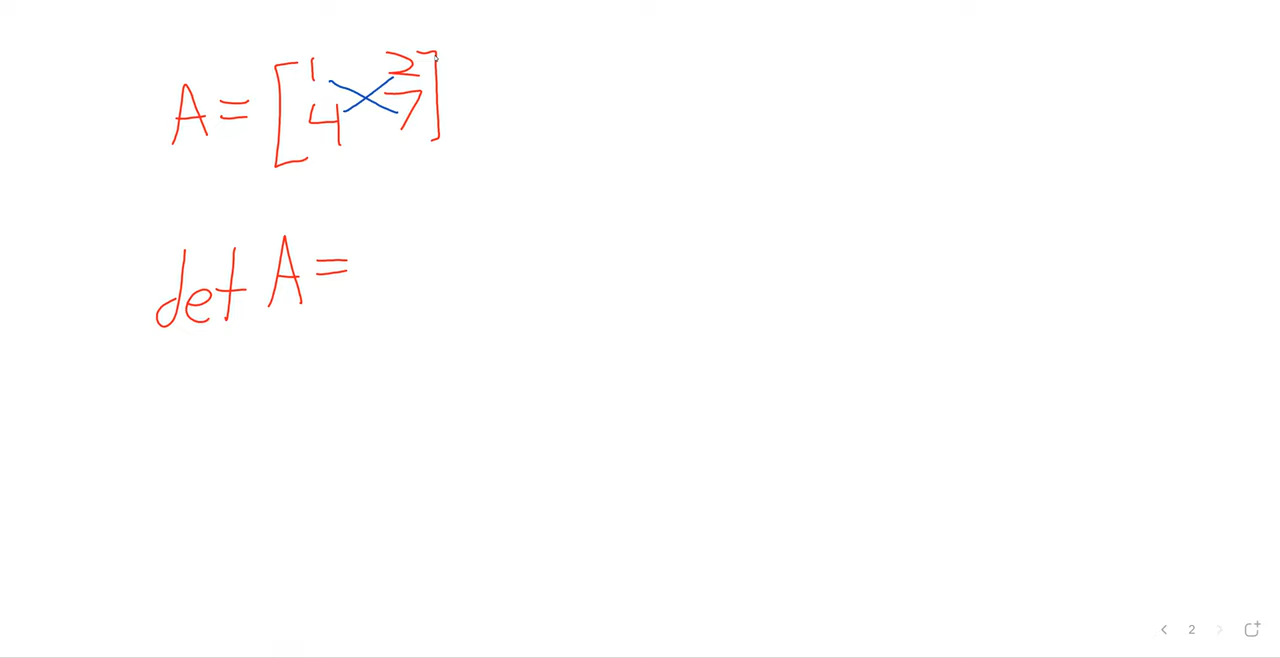 A = [1 2
4 7]
det A =
2